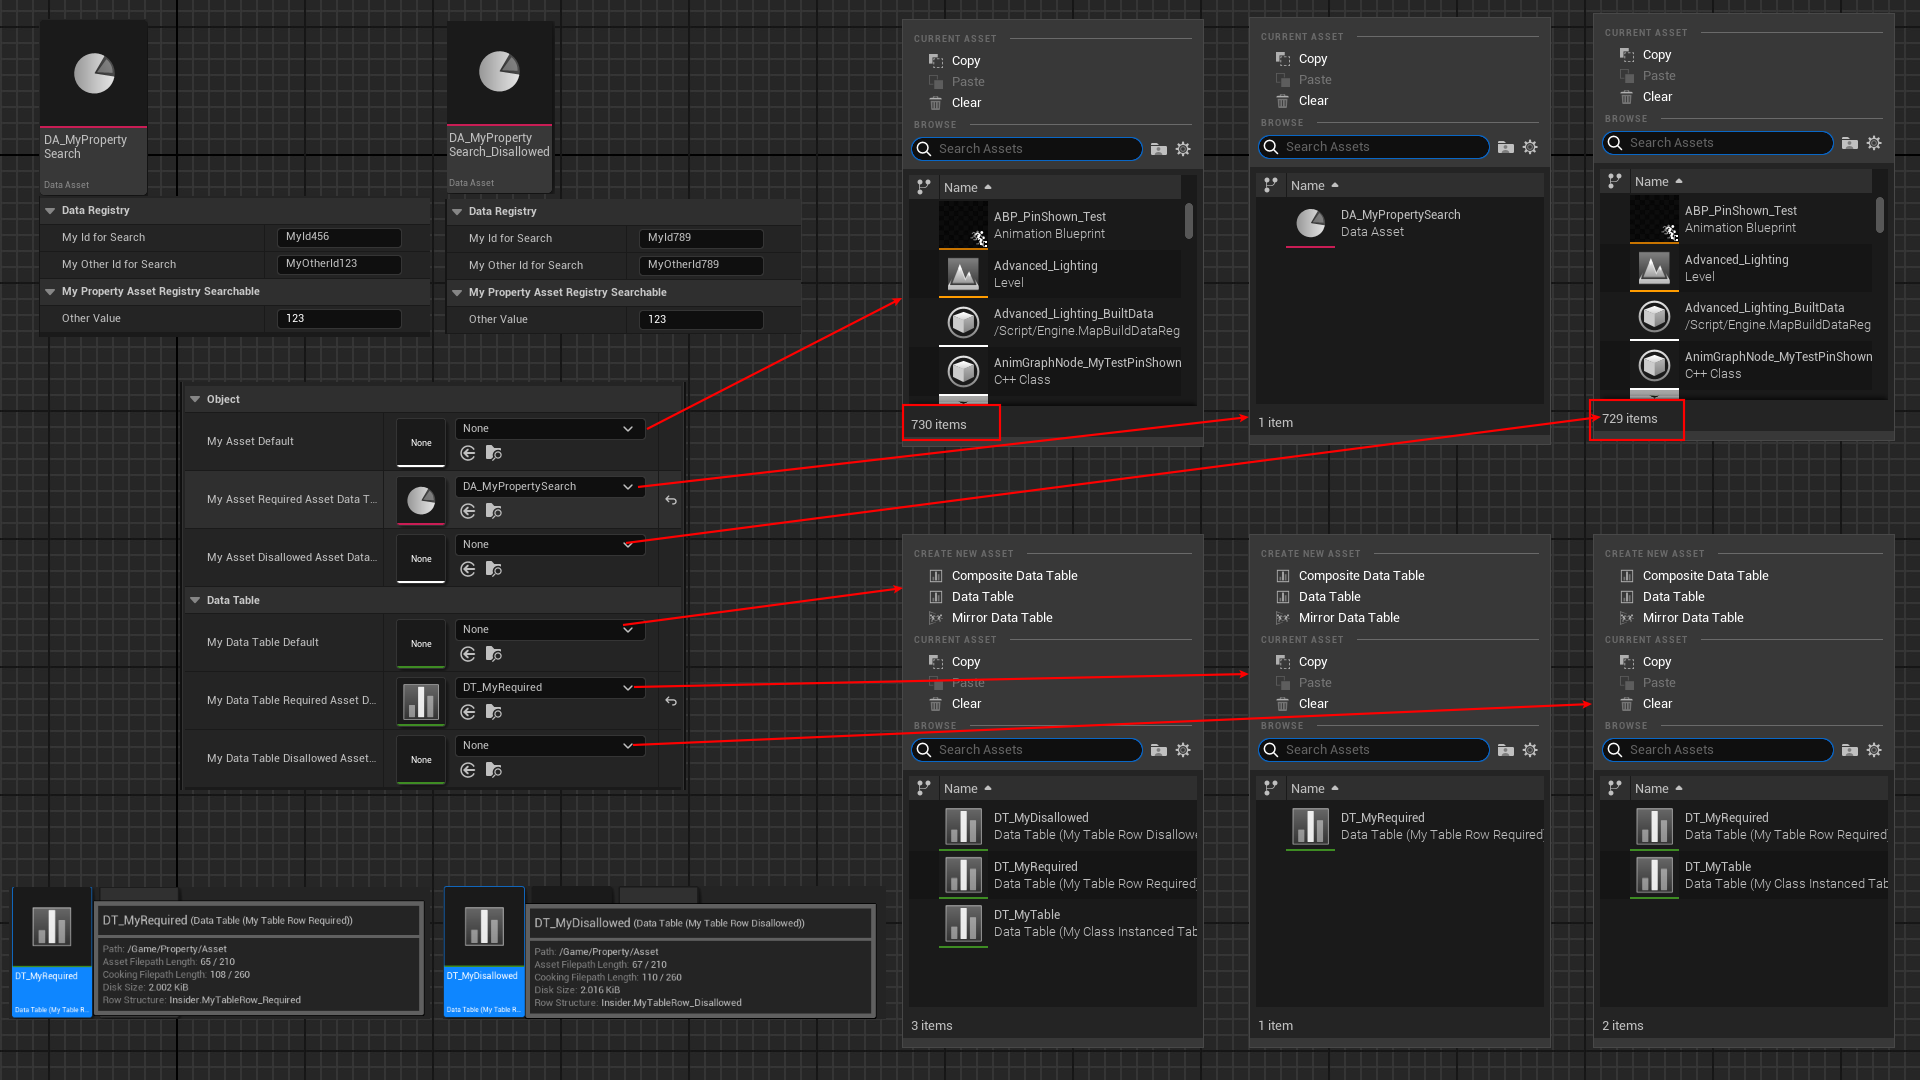 DA_MyProperty
Search
Data Asset
Data Registry
My Id for Search
MyId456
My Other Id for Search
MyOtherId123
My Property Asset Registry Searchable
Other Value
123
DA_MyProperty
Search_Disallowed
Data Asset
Data Registry
My Id for Search
MyId789
My Other Id for Search
MyOtherId789
My Property Asset Registry Searchable
Other Value
123
Object
My Asset Default
None
None
My Asset Required Asset Data T...
DA_MyPropertySearch
My Asset Disallowed Asset Data...
None
None
Data Table
My Data Table Default
None
None
My Data Table Required Asset D...
DT_MyRequired
My Data Table Disallowed Asset...
None
None
DT_MyRequired
Data Table (My Table R...
DT_MyRequired (Data Table (My Table Row Required))
Path: /Game/Property/Asset
Asset Filepath Length: 65 / 210
Cooking Filepath Length: 108 / 260
Disk Size: 2.002 KiB
Row Structure: Insider.MyTableRow_Required
DT_MyDisallowed
Data Table (My Table R...
DT_MyDisallowed (Data Table (My Table Row Disallowed))
Path: /Game/Property/Asset
Asset Filepath Length: 67 / 210
Cooking Filepath Length: 110 / 260
Disk Size: 2.016 KiB
Row Structure: Insider.MyTableRow_Disallowed
CURRENT ASSET
Copy
Paste
Clear
BROWSE
Search Assets
Name
ABP_PinShown_Test
Animation Blueprint
Advanced_Lighting
Level
Advanced_Lighting_BuiltData
/Script/Engine.MapBuildDataReg
AnimGraphNode_MyTestPinShown
C++ Class
730 items
CURRENT ASSET
Copy
Paste
Clear
BROWSE
Search Assets
Name
DA_MyPropertySearch
Data Asset
1 item
CURRENT ASSET
Copy
Paste
Clear
BROWSE
Search Assets
Name
ABP_PinShown_Test
Animation Blueprint
Advanced_Lighting
Level
Advanced_Lighting_BuiltData
/Script/Engine.MapBuildDataReg
AnimGraphNode_MyTestPinShown
C++ Class
729 items
CREATE NEW ASSET
Composite Data Table
Data Table
Mirror Data Table
CURRENT ASSET
Copy
Paste
Clear
BROWSE
Search Assets
Name
DT_MyDisallowed
Data Table (My Table Row Disallowe
DT_MyRequired
Data Table (My Table Row Required)
DT_MyTable
Data Table (My Class Instanced Tab
3 items
CREATE NEW ASSET
Composite Data Table
Data Table
Mirror Data Table
CURRENT ASSET
Copy
Paste
Clear
BROWSE
Search Assets
Name
DT_MyRequired
Data Table (My Table Row Required)
1 item
CREATE NEW ASSET
Composite Data Table
Data Table
Mirror Data Table
CURRENT ASSET
Copy
Paste
Clear
BROWSE
Search Assets
Name
DT_MyRequired
Data Table (My Table Row Required)
DT_MyTable
Data Table (My Class Instanced Tab
2 items